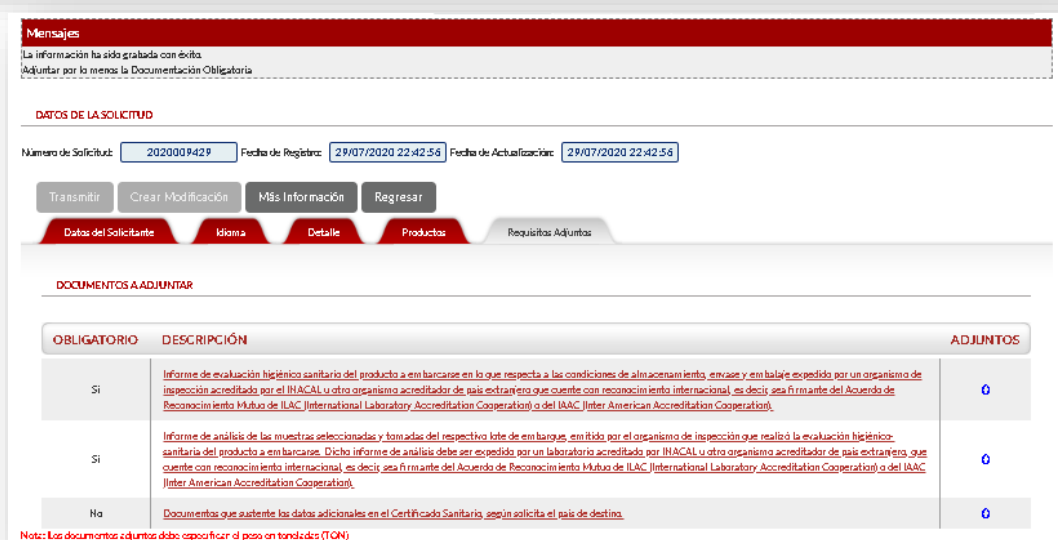 Mensajes
La información ha sido grabada con éxito.
Adjuntar por lo menos la Documentación Obligatoria
DATOS DE LA SOLICITUD
Número de Solicitud: 2020009429 Fecha de Registro: 29/07/2020 22:42:56 Fecha de Actualización: 29/07/2020 22:42:56
Transmitir Crear Modificación Más Información Regresar
Datos del Solicitante Idioma Detalle Productos Requisitos Adjuntos
DOCUMENTOS A ADJUNTAR
OBLIGATORIO DESCRIPCIÓN ADJUNTOS
Informe de evaluación higiénico sanitaria del producto a embarcarse en lo que respecta a las condiciones de almacenamiento, envase y embalaje expedida por un organismo de
Si inspección acreditado por el INACAL u otro organismo acreditador de país extranjero que cuente con reconocimiento internacional, es decir, sea firmante del Acuerdo de 0
Reconocimiento Mutuo de ILAC (International Laboratory Accreditation Cooperation) o del IAAC (Inter American Accreditation Cooperation).
Informe de análisis de las muestras seleccionadas y tomadas del respectivo lote de embarque, emitido por el organismo de inspección que realizó la evaluación higiénico-
Si sanitaria del producto a embarcarse. Dicho informe de análisis debe ser expedido por un laboratorio acreditado por INACAL u otro organismo acreditador de país extranjero, que 0
cuente con reconocimiento internacional, es decir, sea firmante del Acuerdo de Reconocimiento Mutuo de ILAC (International Laboratory Accreditation Cooperation) o del IAAC
(Inter American Accreditation Cooperation).
No Documentos que sustente los datos adicionales en el Certificado Sanitario, según solicita el país de destino. 0
Nota: Los documentos adjuntos debe especificar el peso en toneladas (TON)